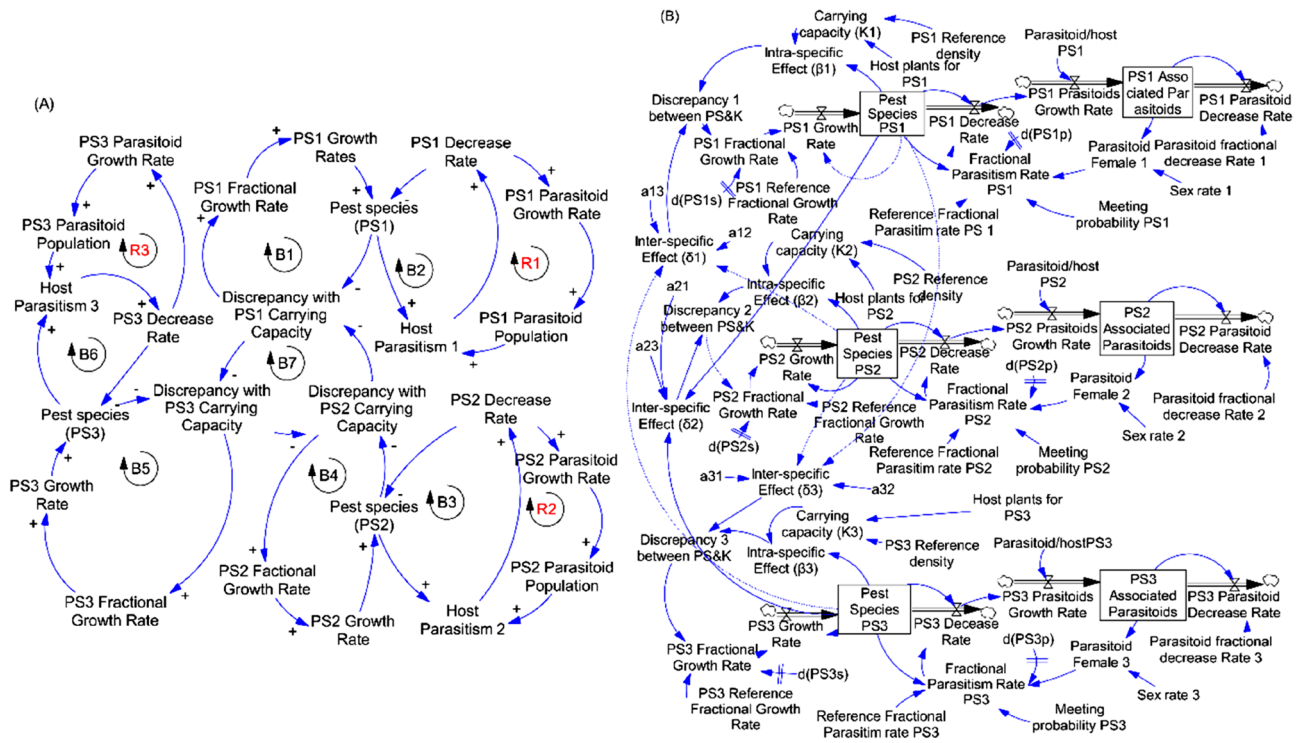 (A)
PS3 Parasitoid
Growth Rate
+
+
PS3 Parasitoid
Population
R3
+
Host
Parasitism 3
+
PS3 Decrease
Rate
B6
Pest species
(PS3)
-
+
B5
PS3 Growth
Rate
+
PS3 Fractional
Growth Rate
+
PS1 Growth
Rates
+
+
PS1 Fractional
Growth Rate
+
B1
Pest species
(PS1)
-
Discrepancy with
PS1 Carrying
Capacity
-
-
B7
-
Discrepancy with
PS3 Carrying
Capacity
-
Discrepancy with
PS2 Carrying
Capacity
-
B4
Pest species
(PS2)
-
+
PS2 Factional
Growth Rate
+
+
PS2 Growth
Rate
PS1 Decrease
Rate
+
+
PS1 Parasitoid
Growth Rate
B2
R1
+
Host
Parasitism 1
+
PS1 Parasitoid
Population
+
PS2 Decrease
Rate
+
PS2 Parasitoid
Growth Rate
B3
R2
+
+
PS2 Parasitoid
Population
+
Host
Parasitism 2
+
(B)
Carrying
capacity (K1)
PS1 Reference
density
Intra-specific
Effect (β1)
Host plants for
PS1
Discrepancy 1
between PS&K
PS1 Growth
Rate
Pest
Species
PS1
PS1 Decrease
Rate
PS1 Fractional
Growth Rate
d(PS1s)
PS1 Reference
Fractional Growth
Rate
Parasitoid/host
PS1
PS1 Prasitoids
Growth Rate
PS1 Asso
ciated Par
asitoids
PS1 Parasitoid
Decrease Rate
d(PS1p)
Fractional
Parasitism Rate
PS1
Parasitoid
Female 1
Parasitoid fractional
decrease Rate 1
Sex rate 1
Reference Fractional
Parasitim rate PS 1
Meeting
probability PS1
a13
a12
Inter-specific
Effect (δ1)
Carrying
capacity (K2)
PS2 Reference
density
a21
Intra-specific
Effect (β2)
Host plants for
PS2
Discrepancy 2
between PS&K
a23
PS2 Growth
Rate
Pest
Species
PS2
PS2 Decrease
Rate
Parasitoid/host
PS2
PS2 Prasitoids
Growth Rate
PS2
Associated
Parasitoids
PS2 Parasitoid
Decrease Rate
d(PS2p)
Inter-specific
Effect (δ2)
PS2 Fractional
Growth Rate
d(PS2s)
PS2 Reference
Fractional Growth
Rate
Fractional
Parasitism Rate
PS2
Parasitoid
Female 2
Parasitoid fractional
decrease Rate 2
Sex rate 2
Reference Fractional
Parasitim rate PS2
Meeting
probability PS2
a31
Inter-specific
Effect (δ3)
a32
Host plants for
PS3
Carrying
capacity (K3)
PS3 Reference
density
Discrepancy 3
between PS&K
Intra-specific
Effect (β3)
Parasitoid/hostPS3
PS3 Growth
Rate
Pest
Species
PS3
PS3 Decease
Rate
PS3 Prasitoids
Growth Rate
PS3
Associated
Parasitoids
PS3 Parasitoid
Decrease Rate
PS3 Fractional
Growth Rate
d(PS3s)
PS3 Reference
Fractional Growth
Rate
d(PS3p)
Fractional
Parasitism Rate
PS3
Parasitoid
Female 3
Parasitoid fractional
decrease Rate 3
Sex rate 3
Reference Fractional
Parasitim rate PS3
Meeting
probability PS3